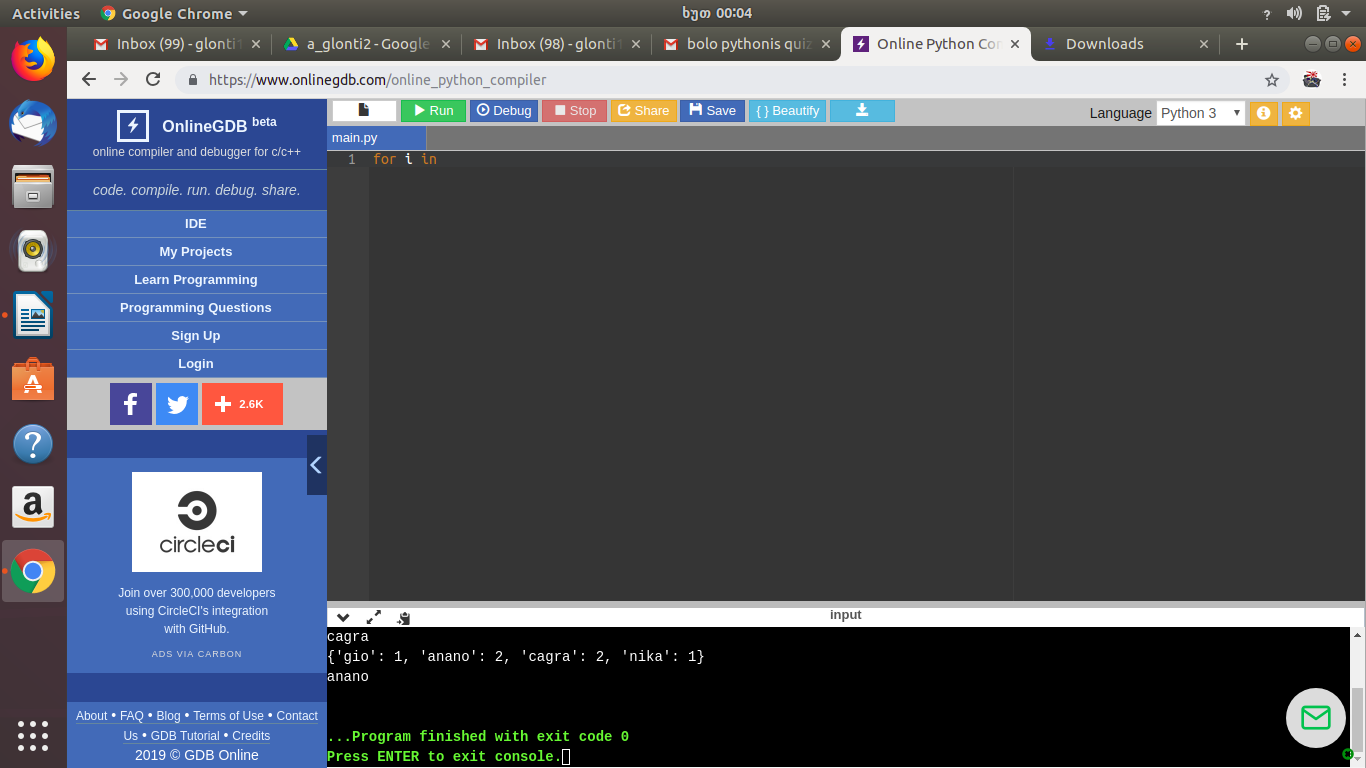 Activities Google Chrome ხუთ 00:04 ?
Inbox (99) - glonti1 a_glonti2 - Google Inbox (98) - glonti1 bolo pythonis quiz Online Python Com Downloads
https://www.onlinegdb.com/online_python_compiler
OnlineGDB beta
online compiler and debugger for c/c++
code. compile. run. debug. share.
IDE
My Projects
Learn Programming
Programming Questions
Sign Up
Login
2.6K
circleci
Join over 300,000 developers
using CircleCI's integration
with GitHub.
ADS VIA CARBON
About • FAQ • Blog • Terms of Use • Contact
Us • GDB Tutorial • Credits
2019 © GDB Online
Run Debug Stop Share Save { } Beautify
Language Python 3
main.py
1 for i in
input
cagra
{'gio': 1, 'anano': 2, 'cagra': 2, 'nika': 1}
anano
...Program finished with exit code 0
Press ENTER to exit console.